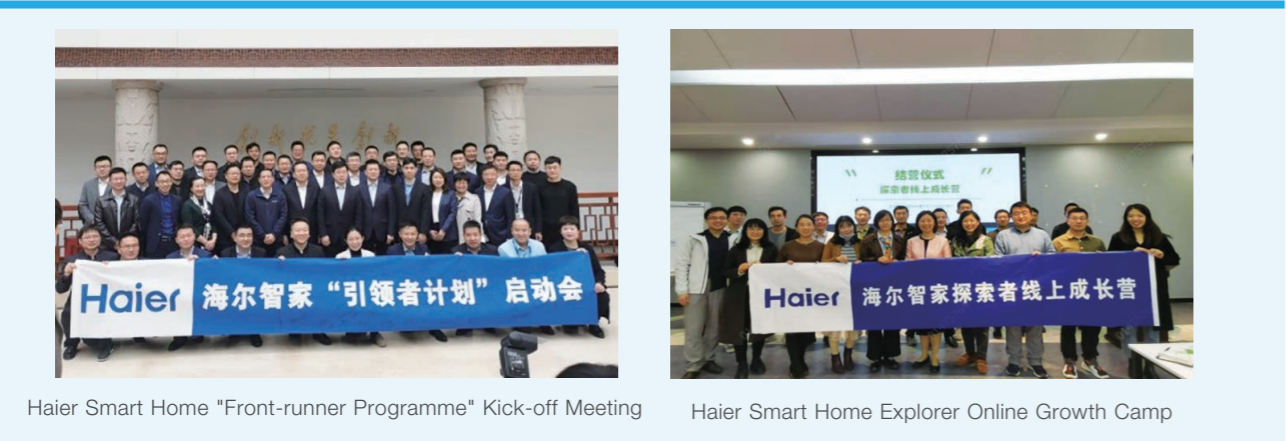 Haier 海尔智家“引领者计划”启动会
结营仪式
探索者线上成长营
Haier 海尔智家探索者线上成长营
Haier Smart Home "Front-runner Programme" Kick-off Meeting
Haier Smart Home Explorer Online Growth Camp